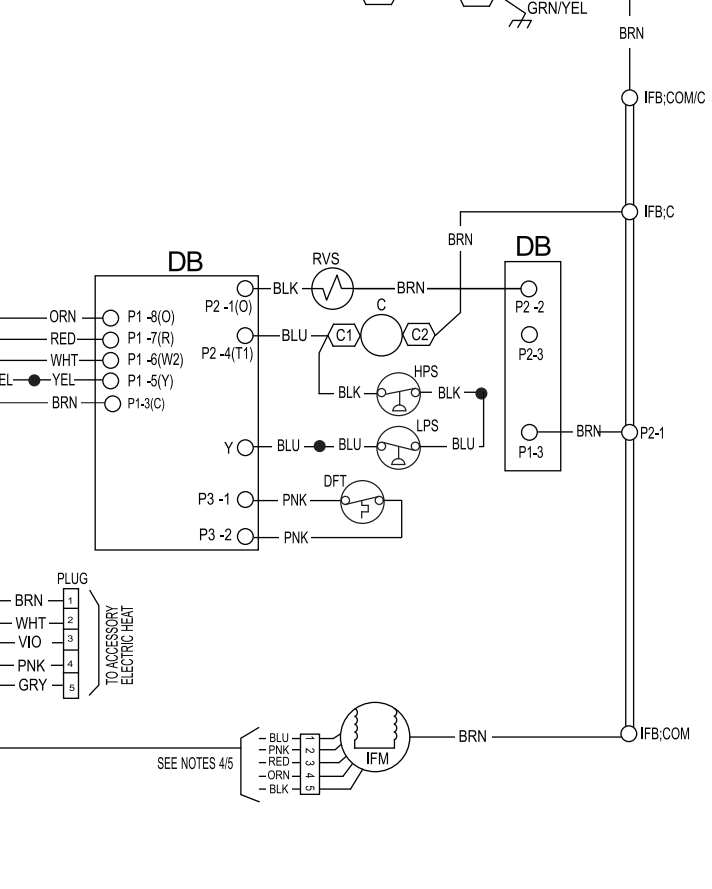 GRN/YEL
BRN
IFB;COM/C
IFB;C
BRN
DB
DB
RVS
BLK
BRN
P2 -1(O)
P2 -2
C
ORN
P1 -8(O)
RED
P1 -7(R)
WHT
P1 -6(W2)
EL
YEL
P1 -5(Y)
BRN
P1-3(C)
P2 -4(T1)
BLU
C1
C2
P2-3
HPS
BLK
BLK
LPS
Y
BLU
BLU
BLU
P1-3
BRN
P2-1
DFT
P3 -1
PNK
P3 -2
PNK
PLUG
BRN
1
WHT
2
VIO
3
PNK
4
GRY
5
TO ACCESSORY
ELECTRIC HEAT
SEE NOTES 4/5
BLU
1
PNK
2
RED
3
ORN
4
BLK
5
IFM
BRN
IFB;COM